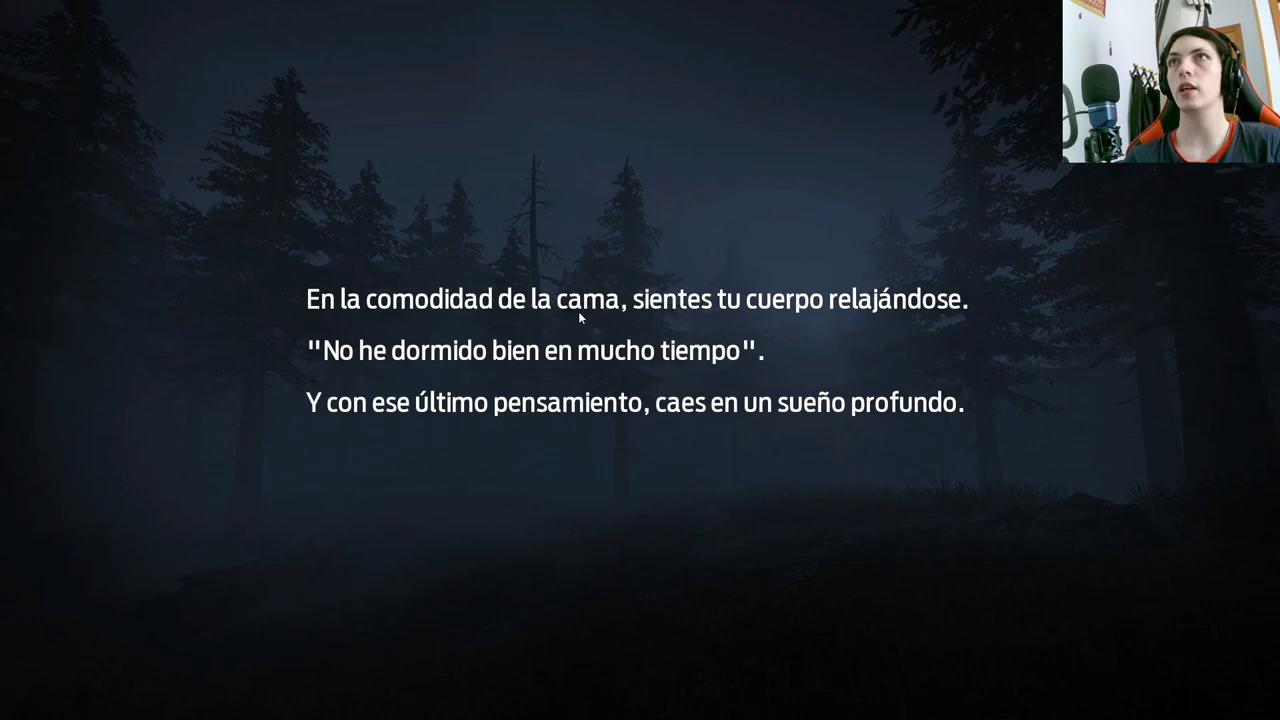 En la comodidad de la cama, sientes tu cuerpo relajándose.
"No he dormido bien en mucho tiempo".
Y con ese último pensamiento, caes en un sueño profundo.